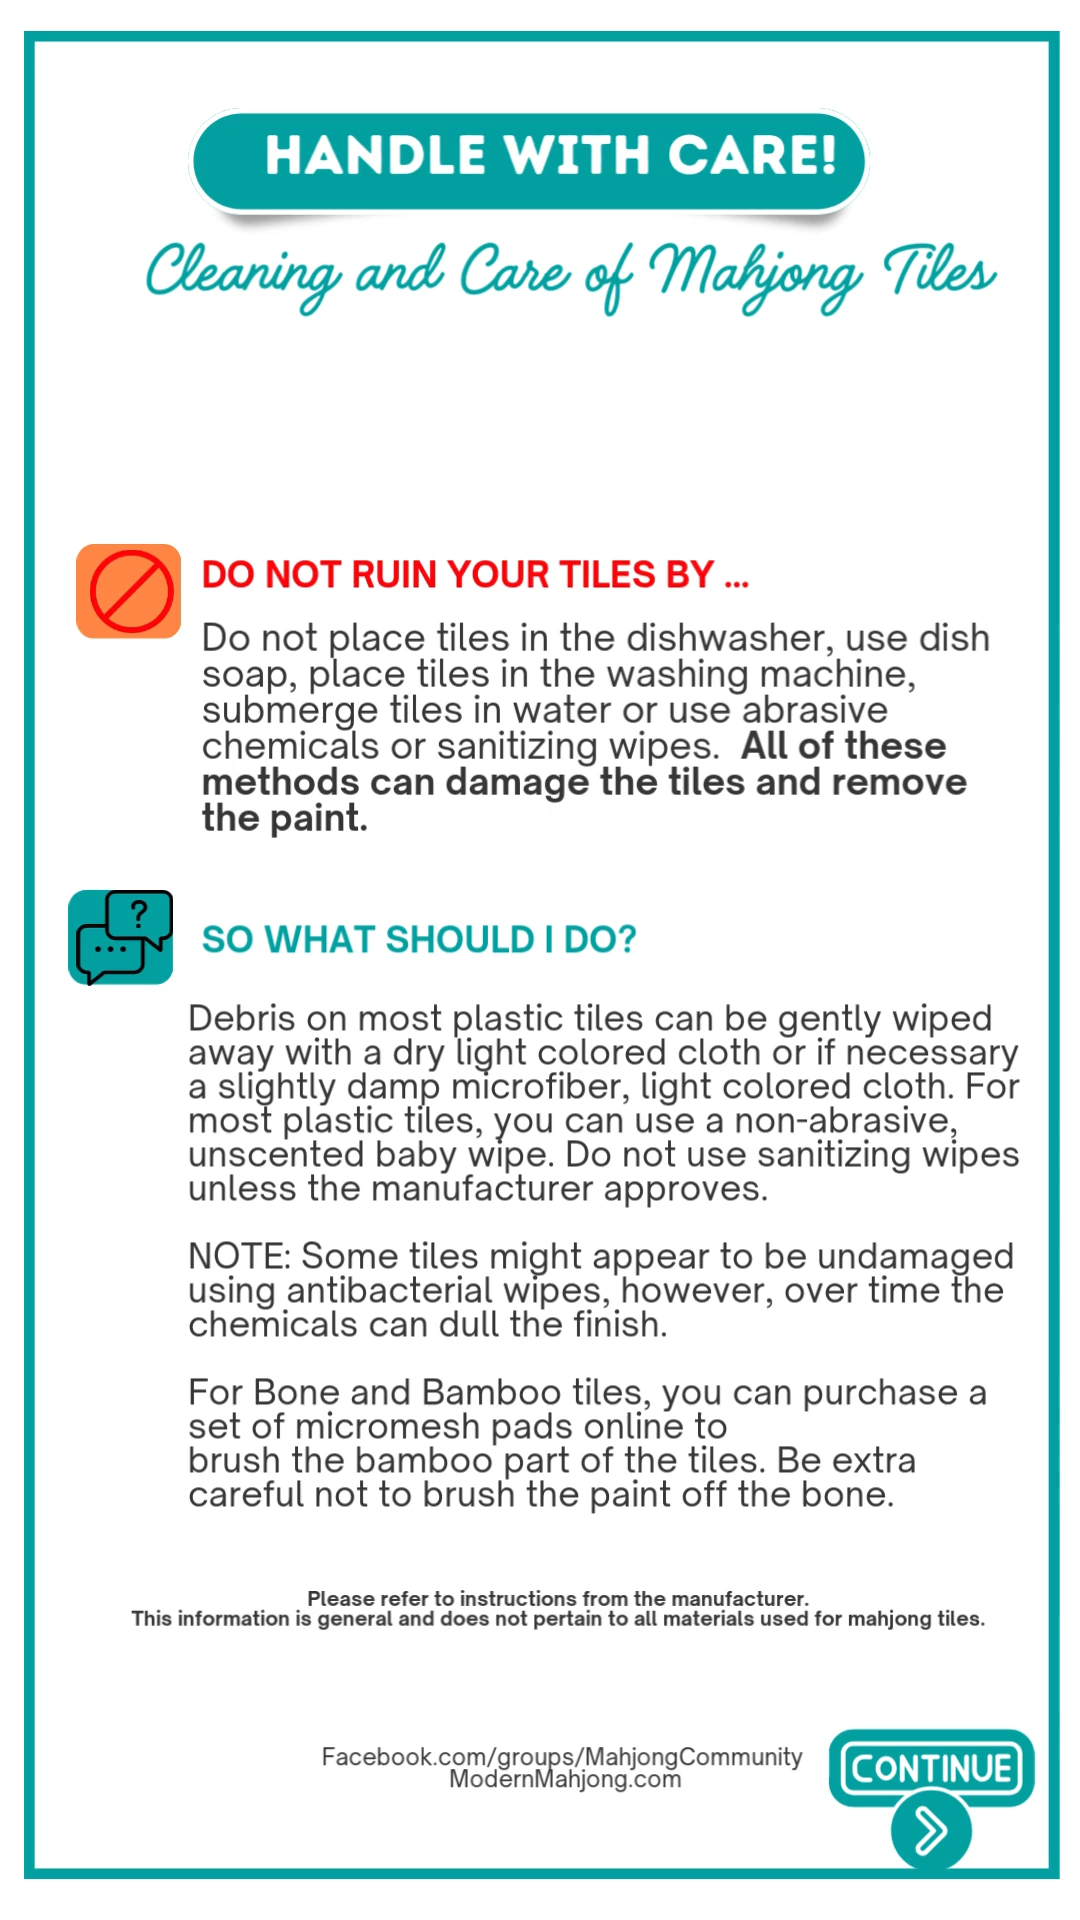 HANDLE WITH CARE!
Cleaning and Care of Mahjong Tiles
DO NOT RUIN YOUR TILES BY ...
Do not place tiles in the dishwasher, use dish
soap, place tiles in the washing machine,
submerge tiles in water or use abrasive
chemicals or sanitizing wipes.  All of these
methods can damage the tiles and remove
the paint.
?
SO WHAT SHOULD I DO?
Debris on most plastic tiles can be gently wiped
away with a dry light colored cloth or if necessary
a slightly damp microfiber, light colored cloth. For
most plastic tiles, you can use a non-abrasive,
unscented baby wipe. Do not use sanitizing wipes
unless the manufacturer approves.
NOTE: Some tiles might appear to be undamaged
using antibacterial wipes, however, over time the
chemicals can dull the finish.
For Bone and Bamboo tiles, you can purchase a
set of micromesh pads online to
brush the bamboo part of the tiles. Be extra
careful not to brush the paint off the bone.
Please refer to instructions from the manufacturer.
This information is general and does not pertain to all materials used for mahjong tiles.
Facebook.com/groups/MahjongCommunity
ModernMahjong.com
CONTINUE